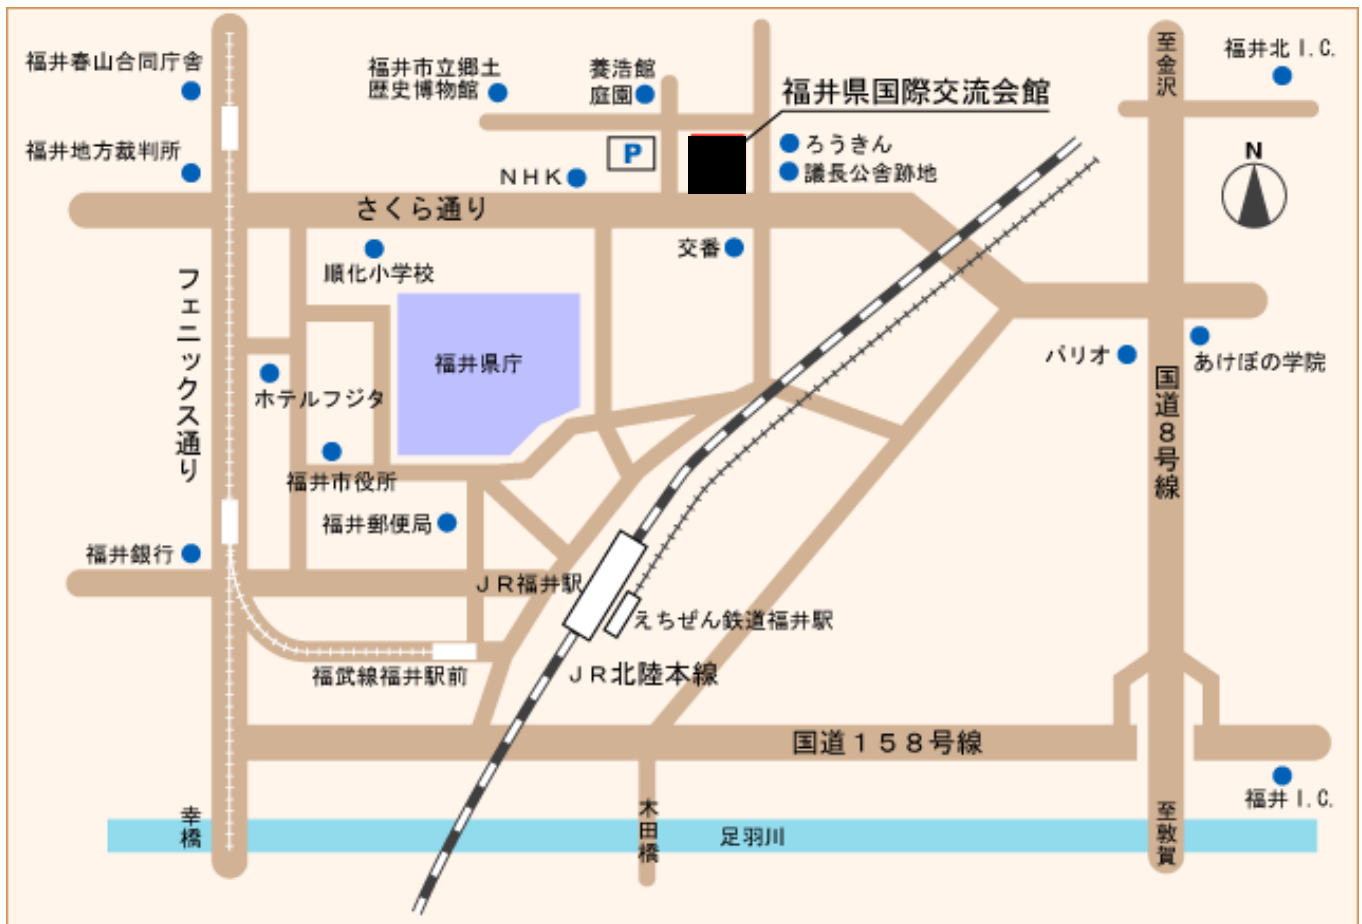 福井春山合同庁舎
福井市立郷土
歴史博物館
養浩館
庭園
福井県国際交流会館
至金沢
福井北 I.C.
福井地方裁判所
P
ろうきん
議長公舎跡地
N
NHK
さくら通り
交番
順化小学校
フェニックス通り
福井県庁
パリオ
あけぼの学院
ホテルフジタ
国道8号線
福井市役所
福井郵便局
福井銀行
JR福井駅
えちぜん鉄道福井駅
福武線福井駅前
JR北陸本線
国道158号線
福井 I.C.
幸橋
木田橋
足羽川
至敦賀